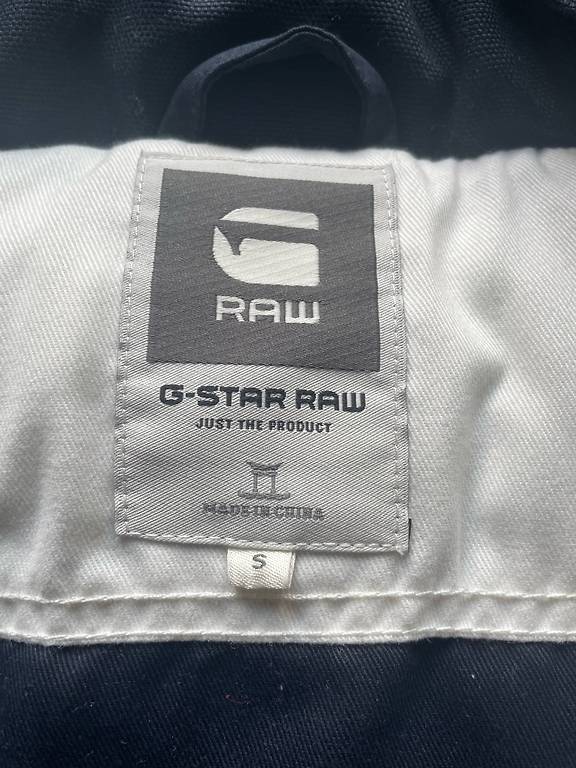 G
RAW
G-STAR RAW
JUST THE PRODUCT
MADE IN CHINA
S